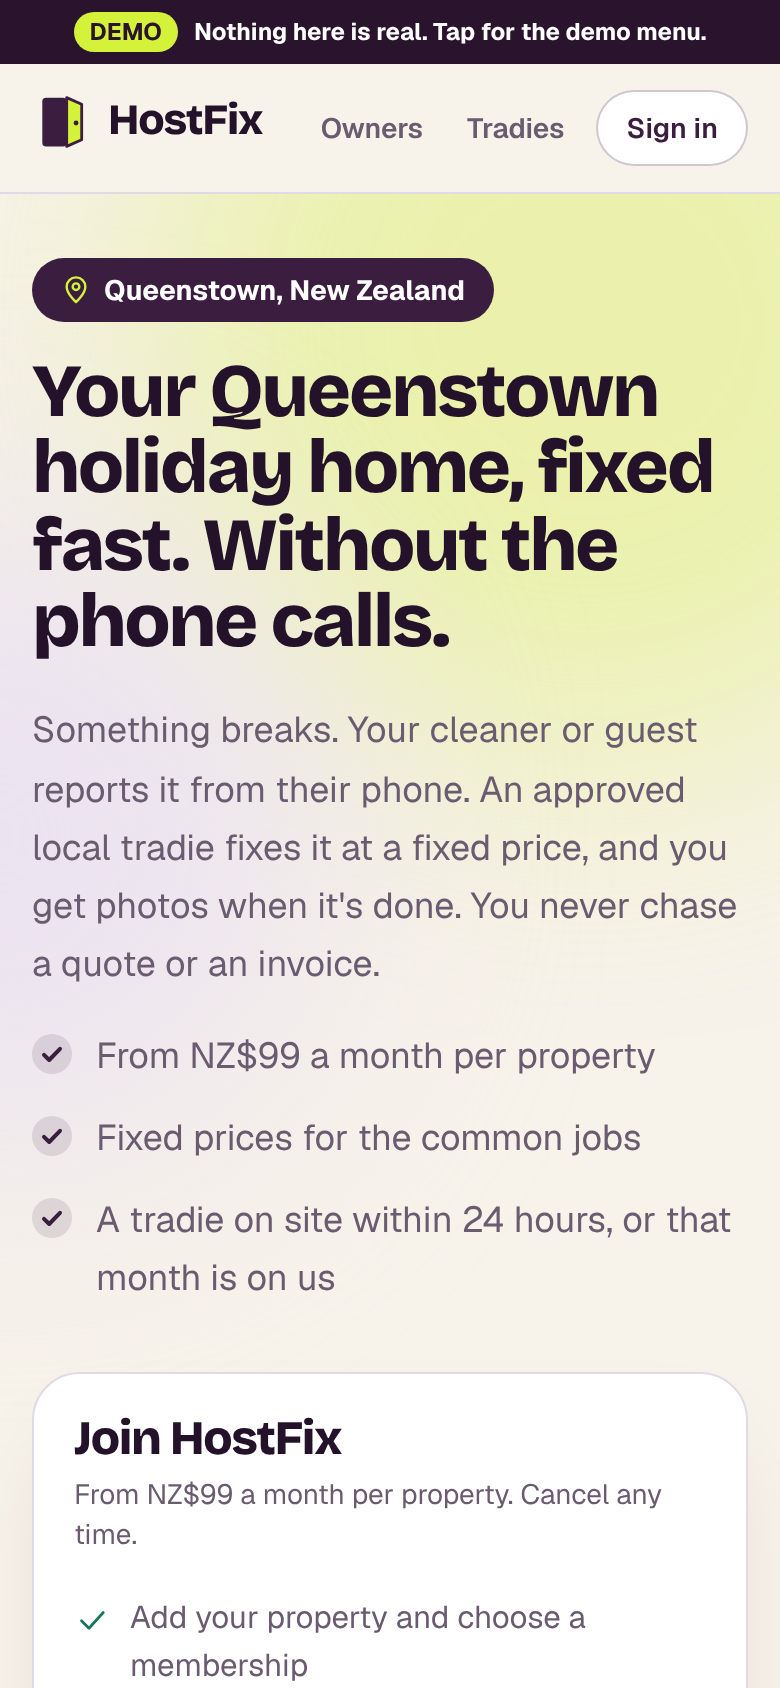 DEMO Nothing here is real. Tap for the demo menu.
HostFix Owners Tradies Sign in
Queenstown, New Zealand
Your Queenstown
holiday home, fixed
fast. Without the
phone calls.
Something breaks. Your cleaner or guest
reports it from their phone. An approved
local tradie fixes it at a fixed price, and you
get photos when it's done. You never chase
a quote or an invoice.
From NZ$99 a month per property
Fixed prices for the common jobs
A tradie on site within 24 hours, or that
month is on us
Join HostFix
From NZ$99 a month per property. Cancel any
time.
Add your property and choose a
membership